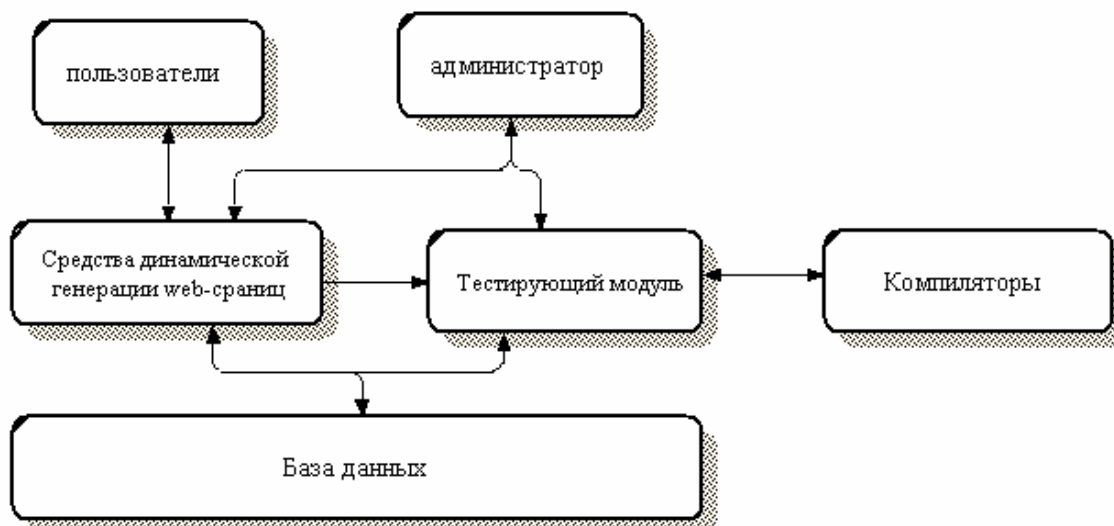 пользователи
администратор
Средства динамической
генерации web-сраниц
Тестирующий модуль
Компиляторы
База данных